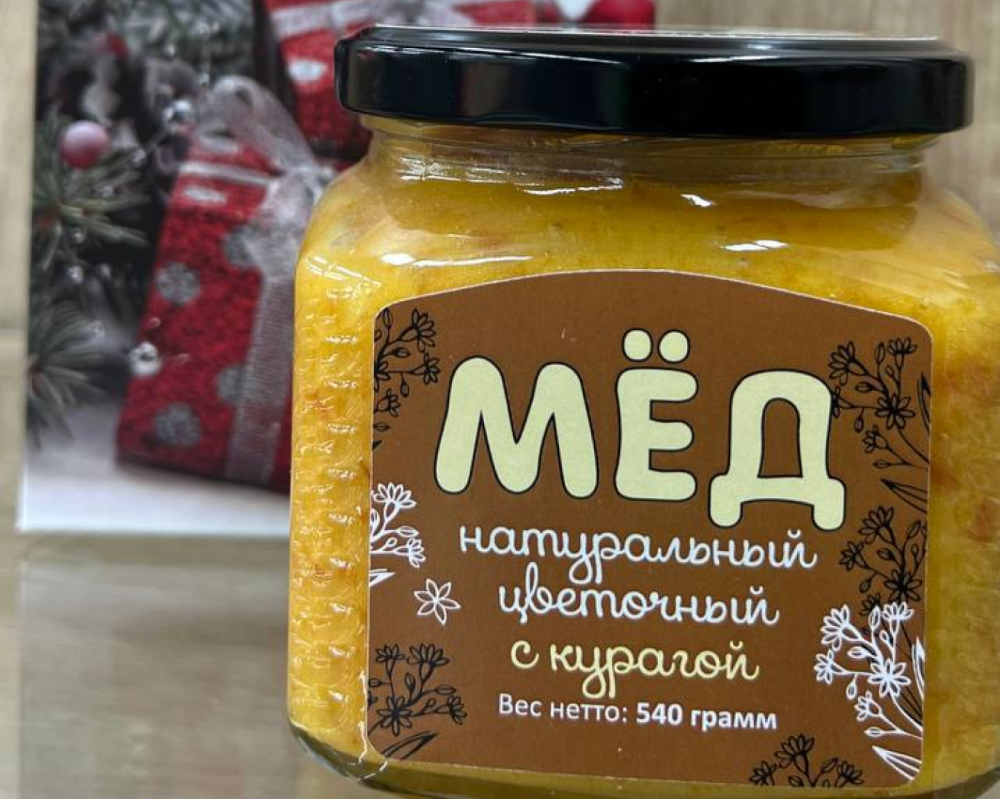 МЁД
натуральный
цветочный
с курагой
Вес нетто: 540 грамм